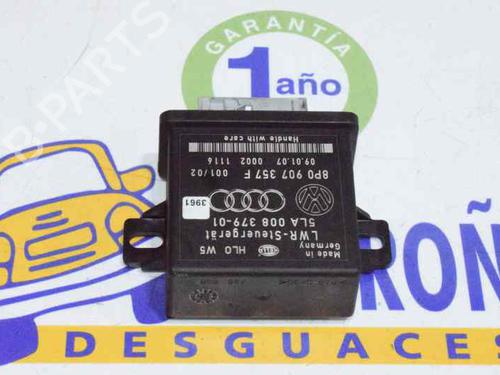 GARANTÍA
1 año
Handle with care
09.01.07 0002 1116
8P0 907 357 F 001/02
3961
5LA 008 379-01
LWR-Steuergerät
HLO W5
Made in
Germany
ROÑ
DESGUACES
B-PARTS